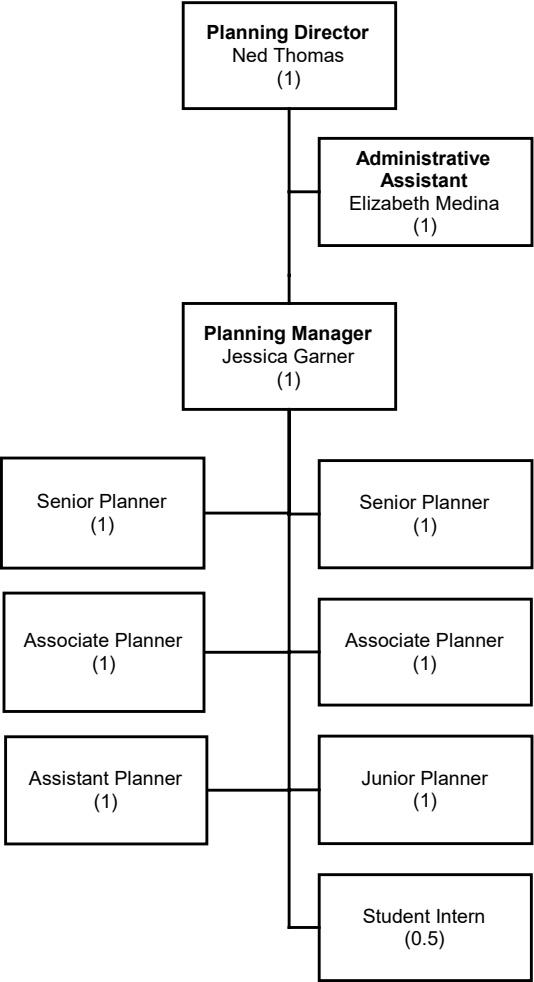 Planning Director
Ned Thomas
(1)
Administrative
Assistant
Elizabeth Medina
(1)
Planning Manager
Jessica Garner
(1)
Senior Planner
(1)
Senior Planner
(1)
Associate Planner
(1)
Associate Planner
(1)
Assistant Planner
(1)
Junior Planner
(1)
Student Intern
(0.5)